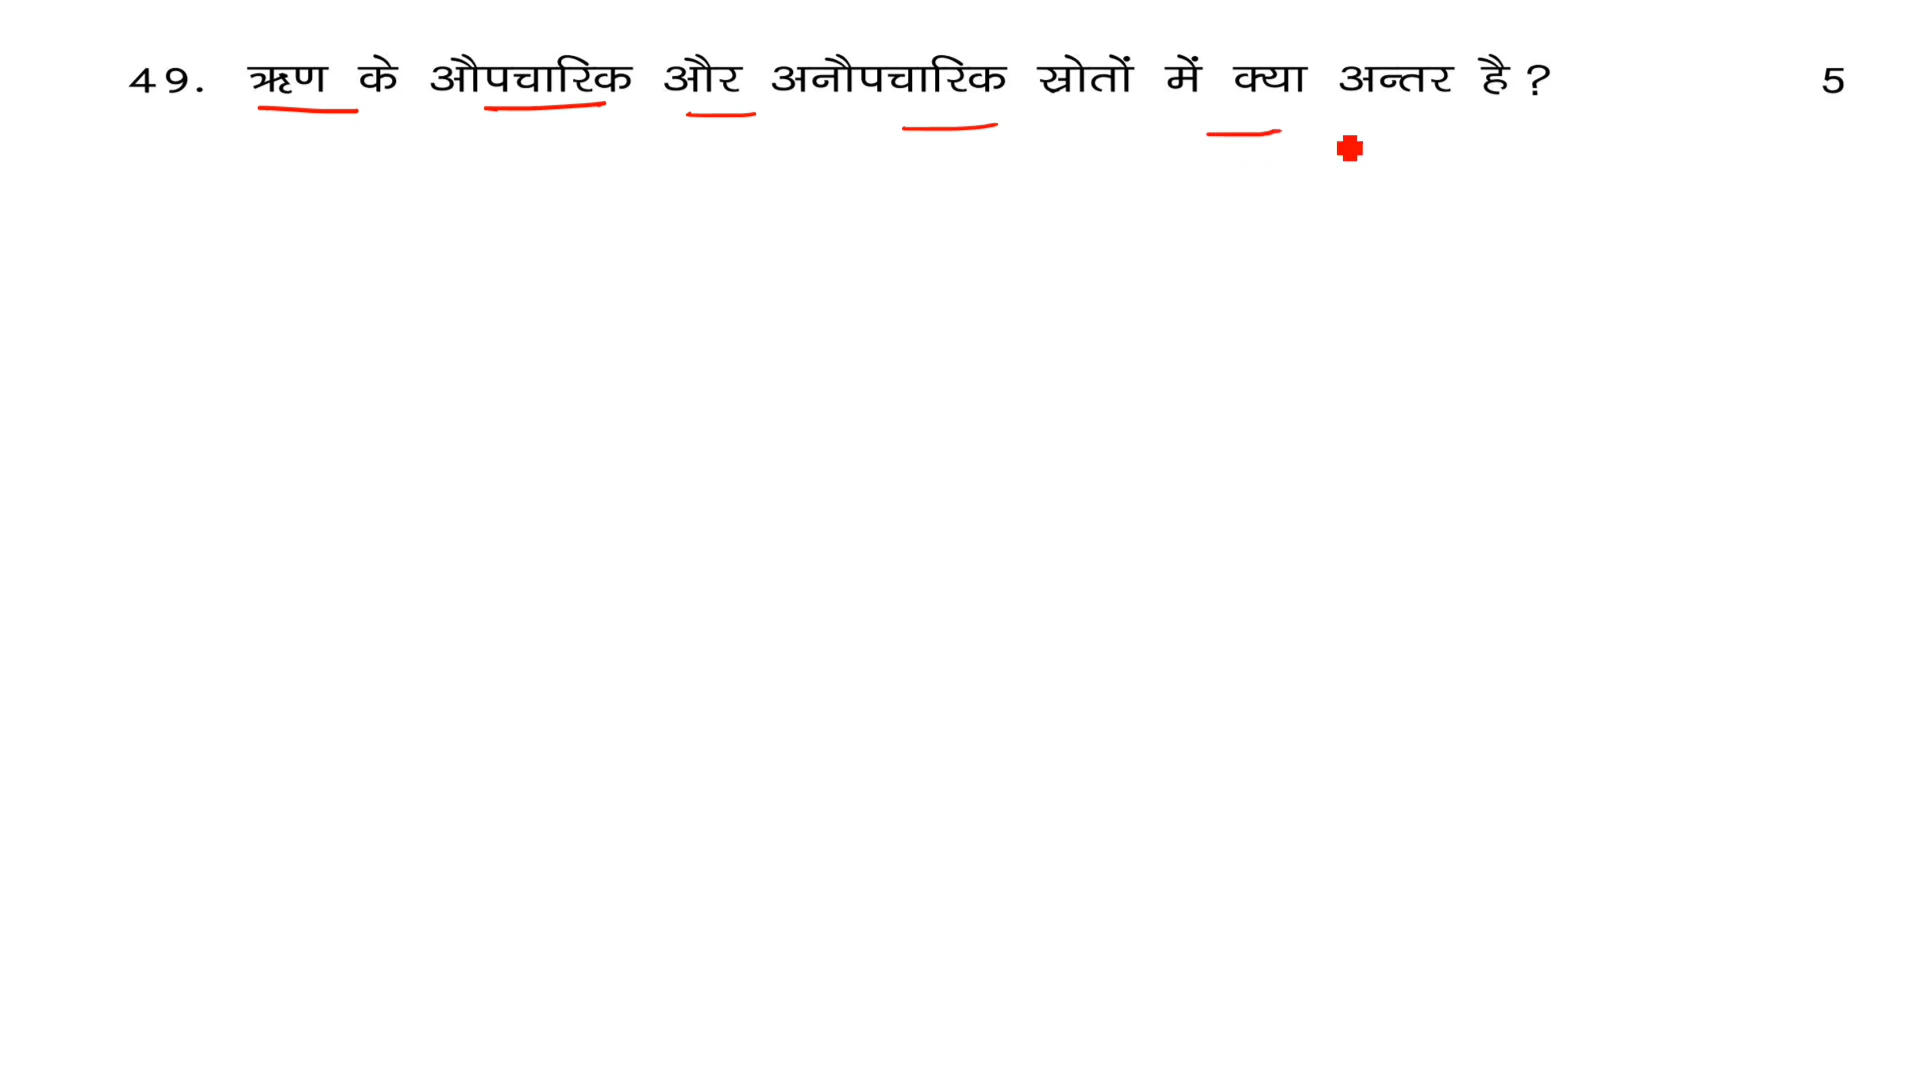 49. ऋण के औपचारिक और अनौपचारिक स्रोतों में क्या अन्तर है ? 5